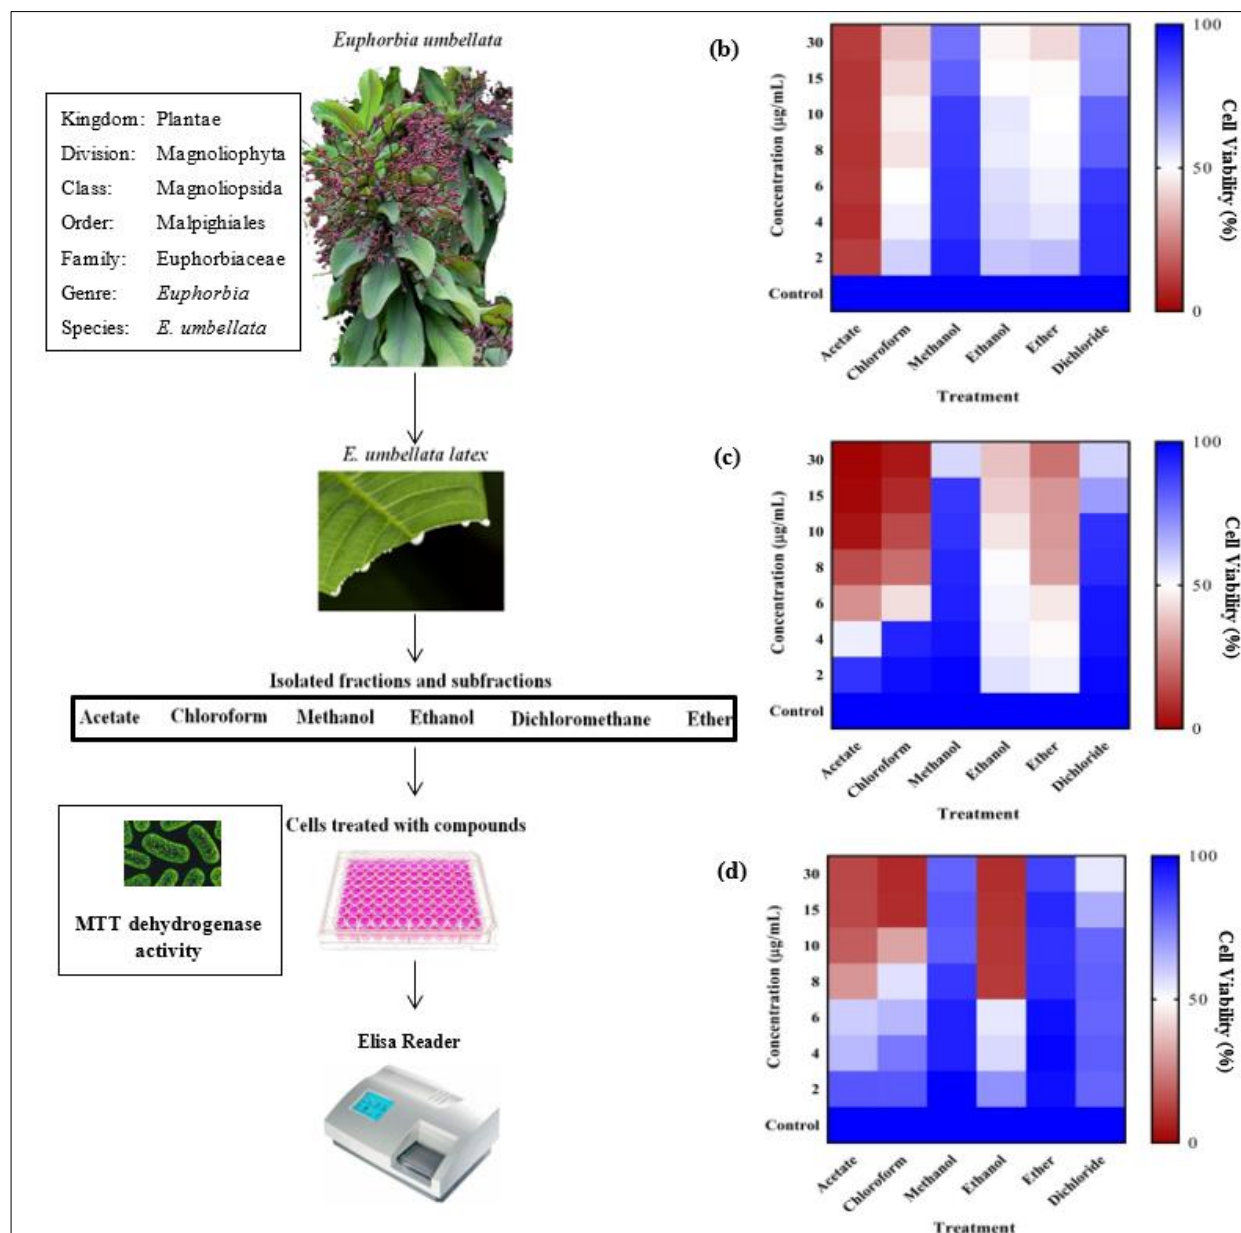 Euphorbia umbellata
Kingdom: Plantae
Division: Magnoliophyta
Class: Magnoliopsida
Order: Malpighiales
Family: Euphorbiaceae
Genre: Euphorbia
Species: E. umbellata
E. umbellata latex
Isolated fractions and subfractions
Acetate Chloroform Methanol Ethanol Dichloromethane Ether
Cells treated with compounds
MTT dehydrogenase
activity
Elisa Reader
(b)
Concentration (µg/mL)
30
15
10
8
6
4
2
Control
Acetate
Chloroform
Methanol
Ethanol
Ether
Dichloride
Treatment
100
50
0
Cell Viability (%)
(c)
Concentration (µg/mL)
30
15
10
8
6
4
2
Control
Acetate
Chloroform
Methanol
Ethanol
Ether
Dichloride
Treatment
100
50
0
Cell Viability (%)
(d)
Concentration (µg/mL)
30
15
10
8
6
4
2
Control
Acetate
Chloroform
Methanol
Ethanol
Ether
Dichloride
Treatment
100
50
0
Cell Viability (%)